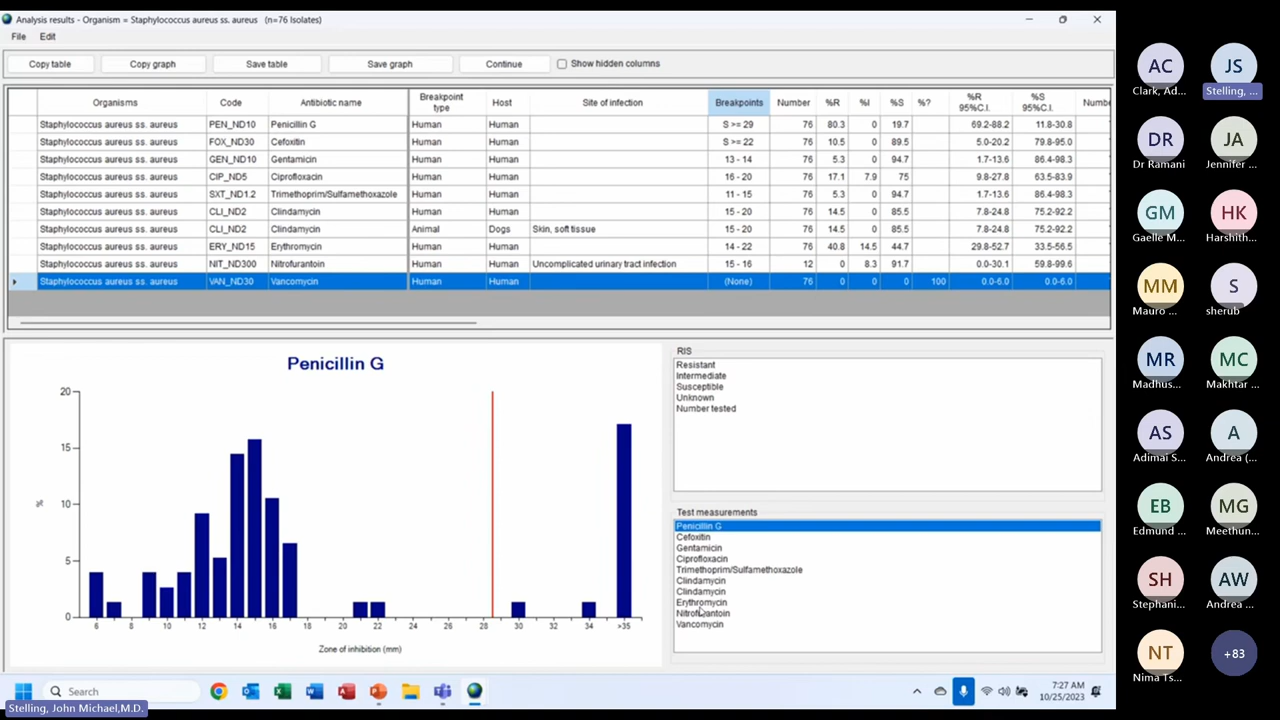 Analysis results - Organism = Staphylococcus aureus ss. aureus (n=76 Isolates)
File Edit
Copy table Copy graph Save table Save graph Continue Show hidden columns
Organisms Code Antibiotic name Breakpoint type Host Site of infection Breakpoints Number %R %I %S %? %R 95%C.I. %S 95%C.I. Numbe
Staphylococcus aureus ss. aureus PEN_ND10 Penicillin G Human Human S >= 29 76 80.3 0 19.7 69.2-88.2 11.8-30.8
Staphylococcus aureus ss. aureus FOX_ND30 Cefoxitin Human Human S >= 22 76 10.5 0 89.5 5.0-20.2 79.8-95.0
Staphylococcus aureus ss. aureus GEN_ND10 Gentamicin Human Human 13 - 14 76 5.3 0 94.7 1.7-13.6 86.4-98.3
Staphylococcus aureus ss. aureus CIP_ND5 Ciprofloxacin Human Human 16 - 20 76 17.1 7.9 75 9.8-27.8 63.5-83.9
Staphylococcus aureus ss. aureus SXT_ND1.2 Trimethoprim/Sulfamethoxazole Human Human 11 - 15 76 5.3 0 94.7 1.7-13.6 86.4-98.3
Staphylococcus aureus ss. aureus CLI_ND2 Clindamycin Human Human 15 - 20 76 14.5 0 85.5 7.8-24.8 75.2-92.2
Staphylococcus aureus ss. aureus CLI_ND2 Clindamycin Animal Dogs Skin, soft tissue 15 - 20 76 14.5 0 85.5 7.8-24.8 75.2-92.2
Staphylococcus aureus ss. aureus ERY_ND15 Erythromycin Human Human 14 - 22 76 40.8 14.5 44.7 29.8-52.7 33.5-56.5
Staphylococcus aureus ss. aureus NIT_ND300 Nitrofurantoin Human Human Uncomplicated urinary tract infection 15 - 16 12 0 8.3 91.7 0.0-30.1 59.8-99.6
Staphylococcus aureus ss. aureus VAN_ND30 Vancomycin Human Human (None) 76 0 0 0 100 0.0-6.0 0.0-6.0
Penicillin G
20
15
%
10
5
0
6 8 10 12 14 16 18 20 22 24 26 28 30 32 34 >35
Zone of inhibition (mm)
RIS
Resistant
Intermediate
Susceptible
Unknown
Number tested
Test measurements
Penicillin G
Cefoxitin
Gentamicin
Ciprofloxacin
Trimethoprim/Sulfamethoxazole
Clindamycin
Clindamycin
Erythromycin
Nitrofurantoin
Vancomycin
Search
7:27 AM
10/25/2023
Stelling, John Michael,M.D.
AC JS
Clark, Ad... Stelling, ...
DR JA
Dr Ramani Jennifer ...
GM HK
Gaelle M... Harshith...
MM S
Mauro ... sherub
MR MC
Madhus... Makhtar ...
AS A
Adimai S... Andrea (...
EB MG
Edmund ... Meethun...
SH AW
Stephani... Andrea ...
NT +83
Nima Ts...